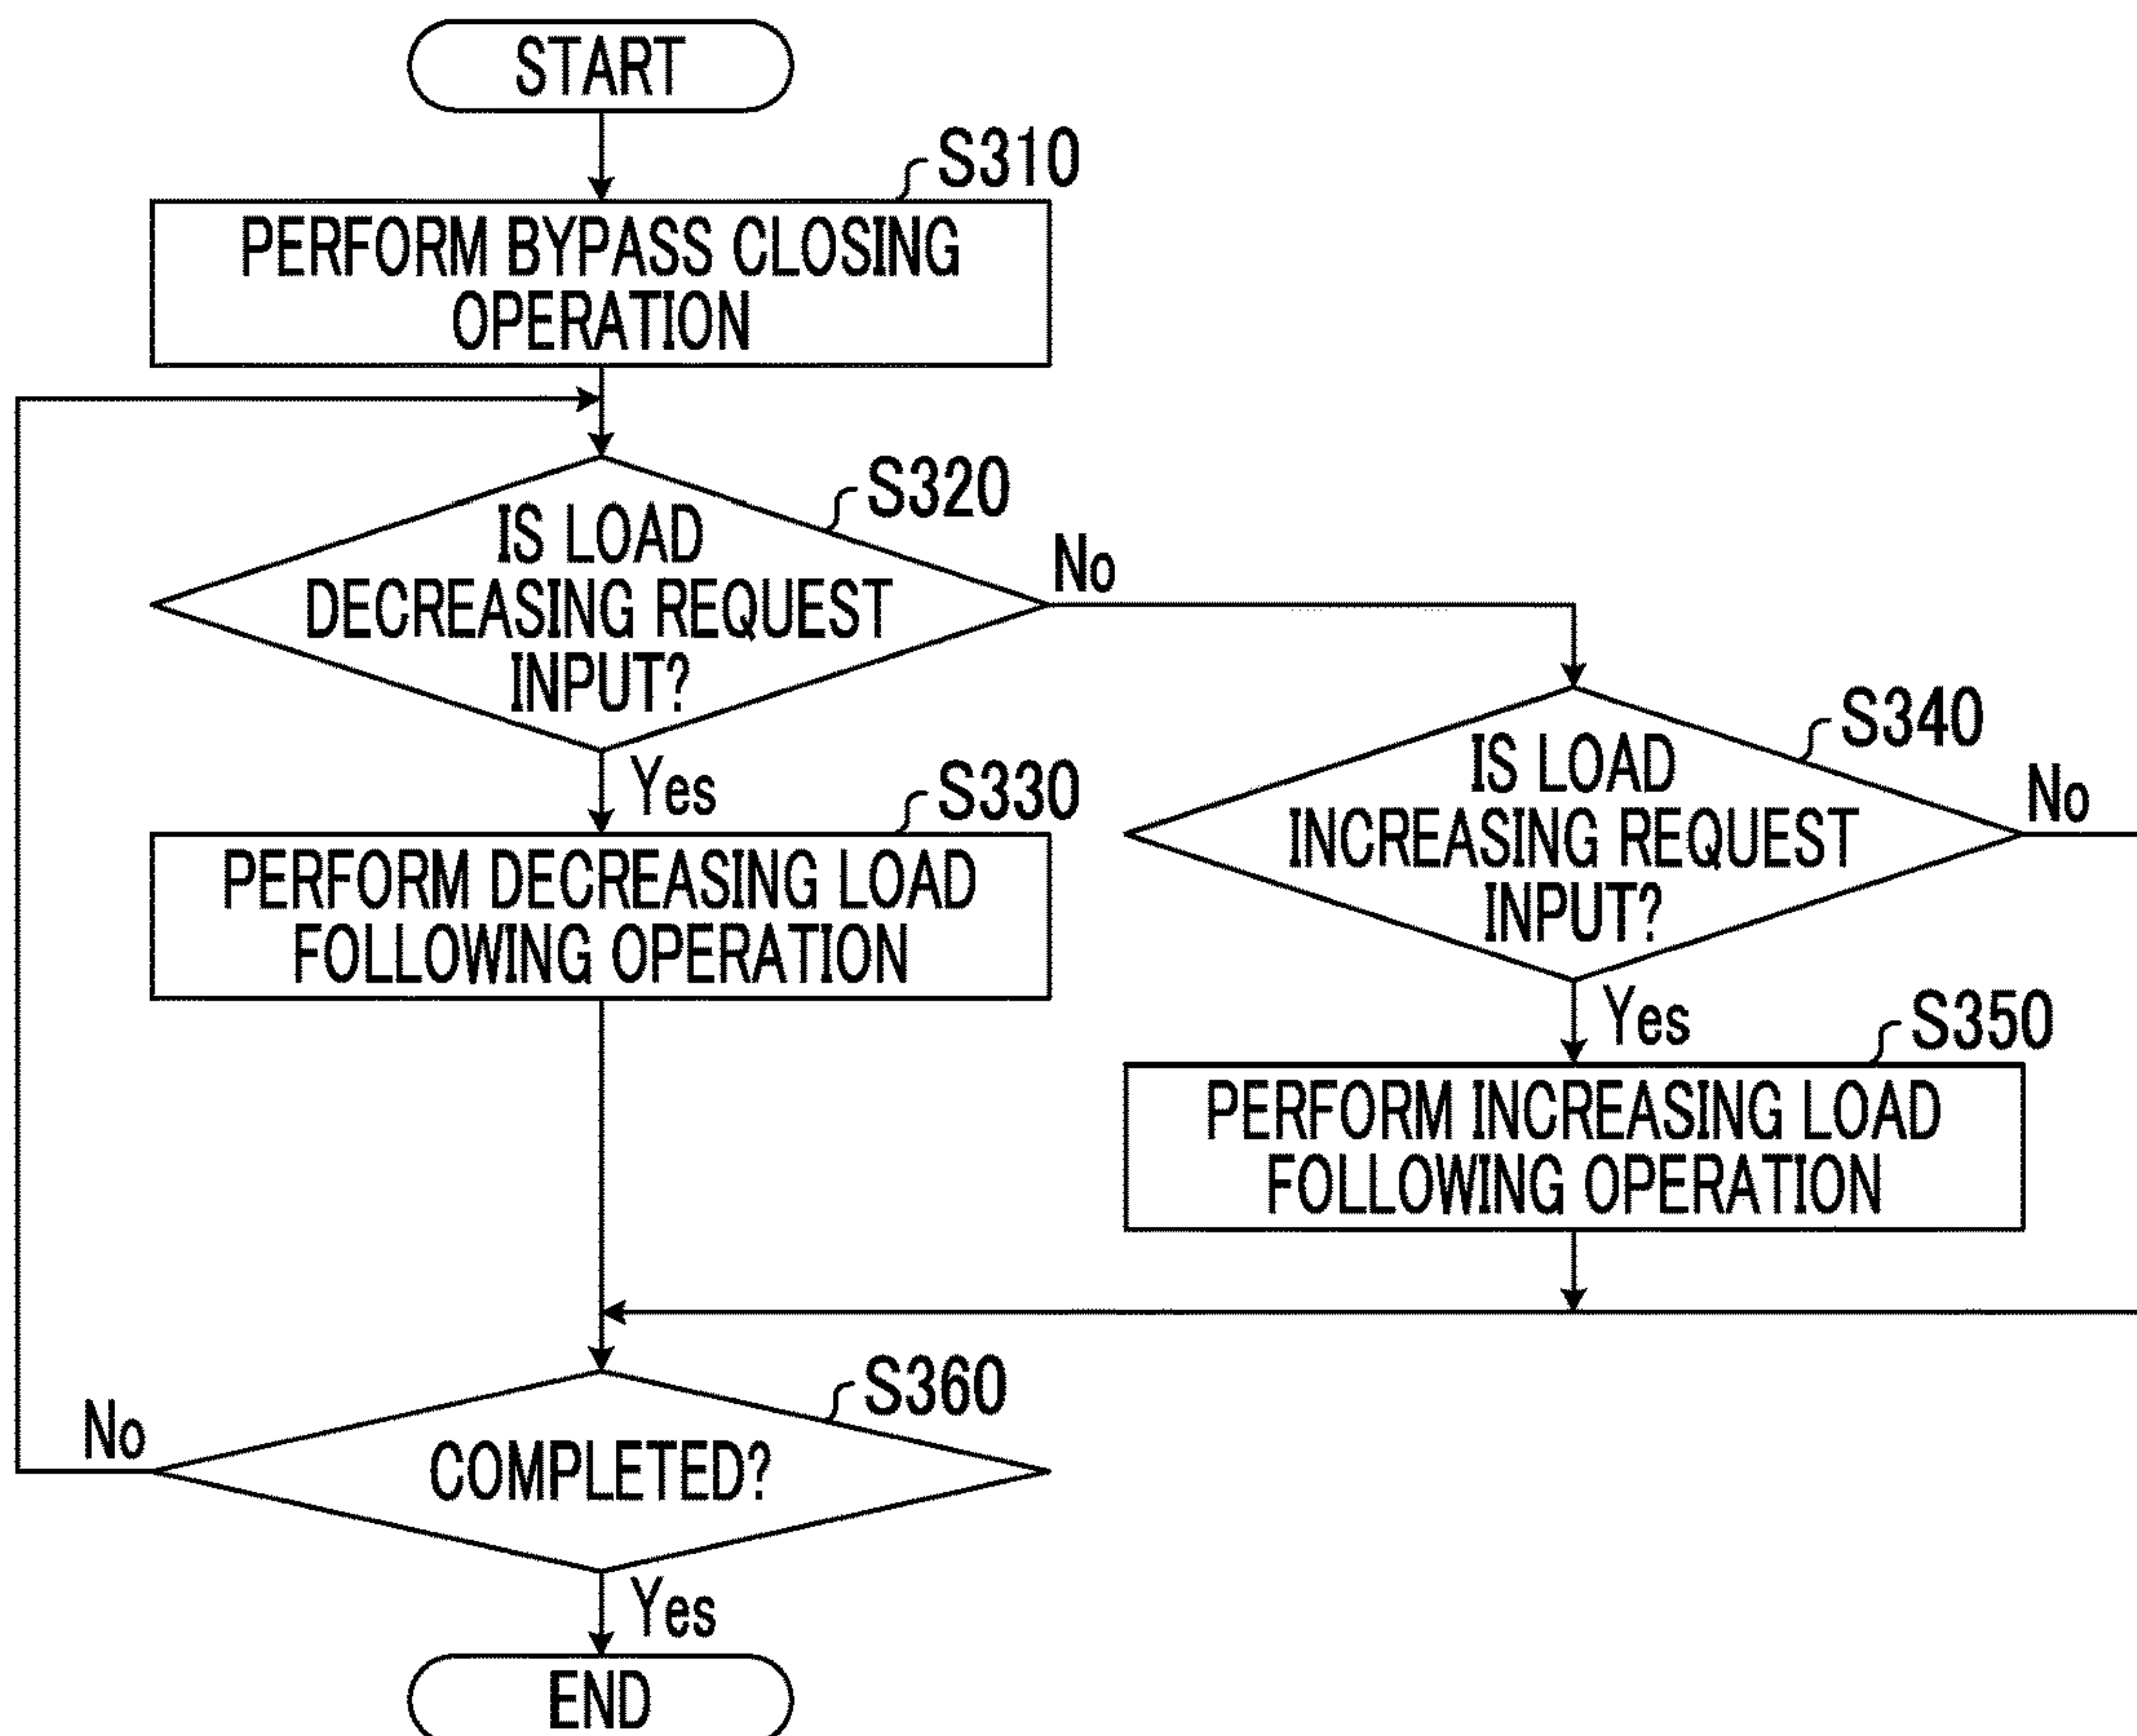 START
S310
PERFORM BYPASS CLOSING
OPERATION
S320
IS LOAD
DECREASING REQUEST
INPUT?
No
Yes
S330
PERFORM DECREASING LOAD
FOLLOWING OPERATION
S340
IS LOAD
INCREASING REQUEST
INPUT?
No
Yes
S350
PERFORM INCREASING LOAD
FOLLOWING OPERATION
S360
COMPLETED?
No
Yes
END